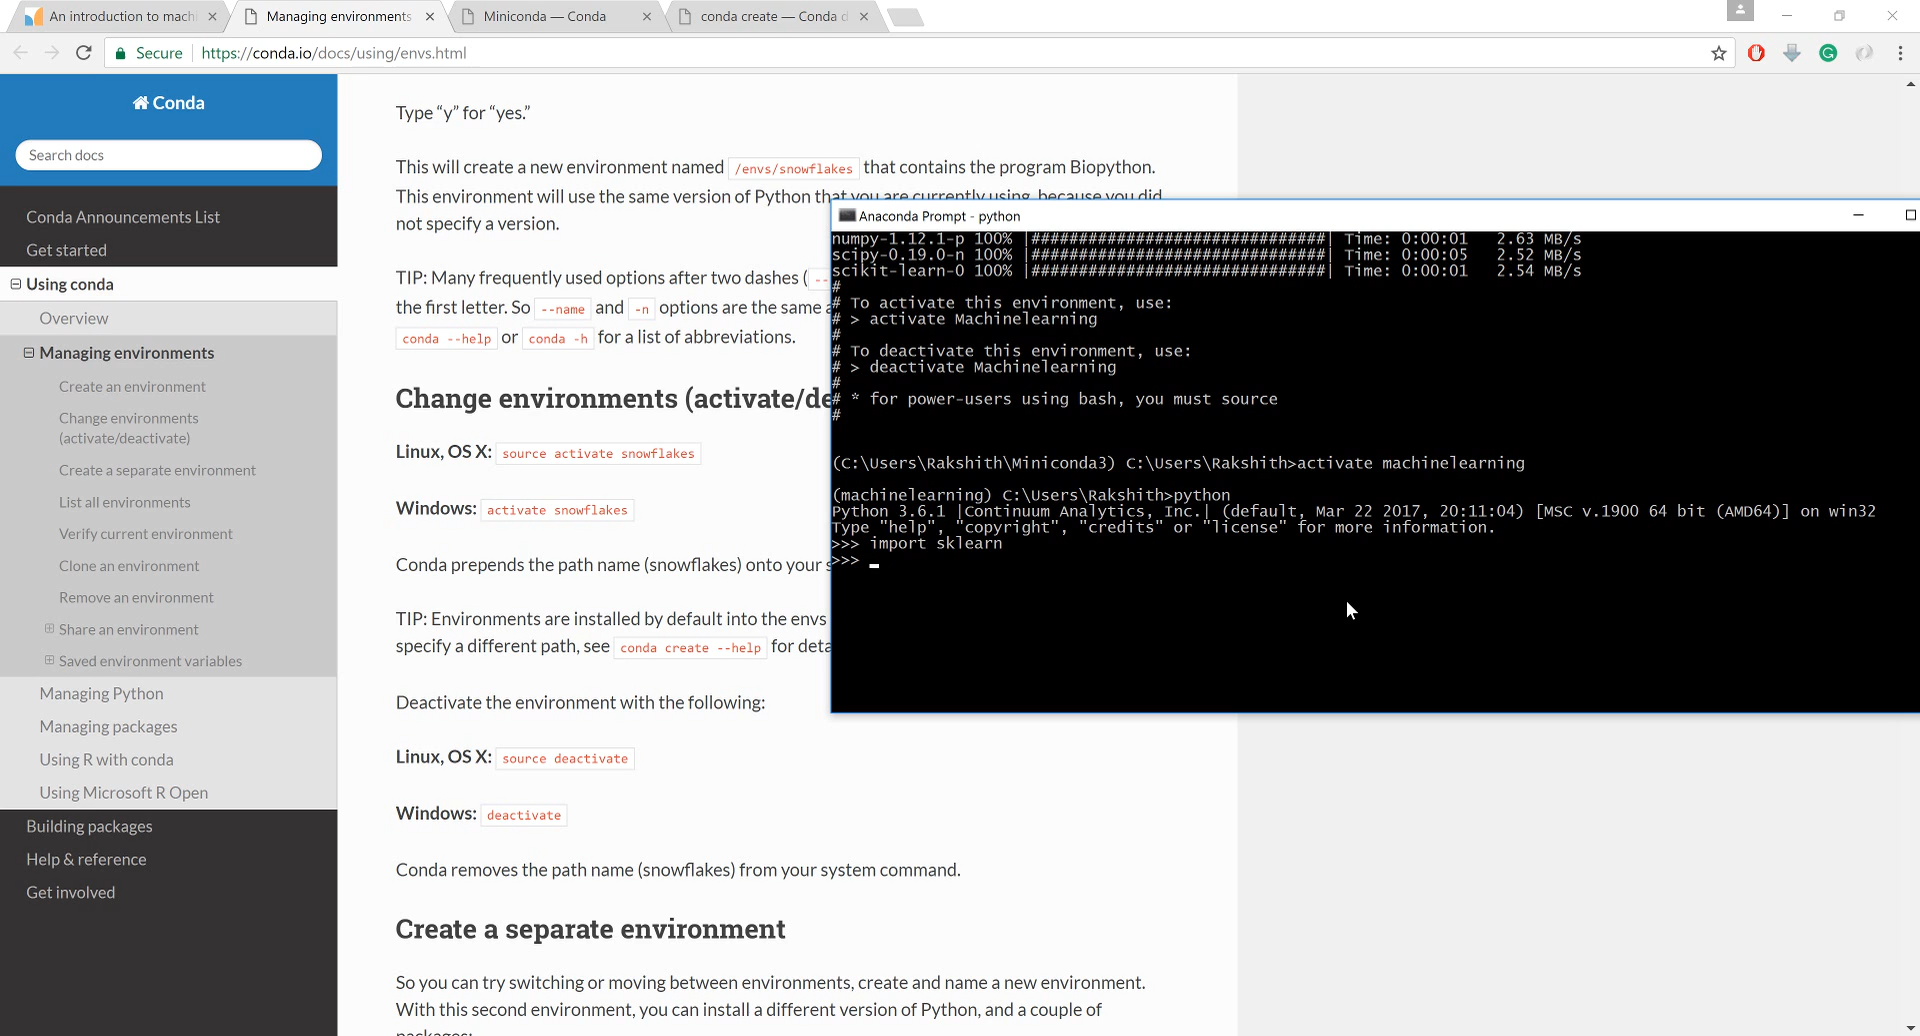 An introduction to mach
Managing environments
Miniconda — Conda
conda create — Conda d
Secure
https://conda.io/docs/using/envs.html
Conda
Search docs
Conda Announcements List
Get started
Using conda
Overview
Managing environments
Create an environment
Change environments
(activate/deactivate)
Create a separate environment
List all environments
Verify current environment
Clone an environment
Remove an environment
Share an environment
Saved environment variables
Managing Python
Managing packages
Using R with conda
Using Microsoft R Open
Building packages
Help & reference
Get involved
Type “y” for “yes.”
This will create a new environment named /envs/snowflakes that contains the program Biopython.
This environment will use the same version of Python that you are currently using, because you did
not specify a version.
TIP: Many frequently used options after two dashes (--
the first letter. So --name and -n options are the same a
conda --help or conda -h for a list of abbreviations.
Change environments (activate/de
Linux, OS X: source activate snowflakes
Windows: activate snowflakes
Conda prepends the path name (snowflakes) onto your s
TIP: Environments are installed by default into the envs
specify a different path, see conda create --help for deta
Deactivate the environment with the following:
Linux, OS X: source deactivate
Windows: deactivate
Conda removes the path name (snowflakes) from your system command.
Create a separate environment
So you can try switching or moving between environments, create and name a new environment.
With this second environment, you can install a different version of Python, and a couple of
packages:
Anaconda Prompt - python
numpy-1.12.1-p 100% |###############################| Time: 0:00:01   2.63 MB/s
scipy-0.19.0-n 100% |###############################| Time: 0:00:05   2.52 MB/s
scikit-learn-0 100% |###############################| Time: 0:00:01   2.54 MB/s
#
# To activate this environment, use:
# > activate Machinelearning
#
# To deactivate this environment, use:
# > deactivate Machinelearning
#
# * for power-users using bash, you must source
#
(C:\Users\Rakshith\Miniconda3) C:\Users\Rakshith>activate machinelearning
(machinelearning) C:\Users\Rakshith>python
Python 3.6.1 |Continuum Analytics, Inc.| (default, Mar 22 2017, 20:11:04) [MSC v.1900 64 bit (AMD64)] on win32
Type "help", "copyright", "credits" or "license" for more information.
>>> import sklearn
>>> _